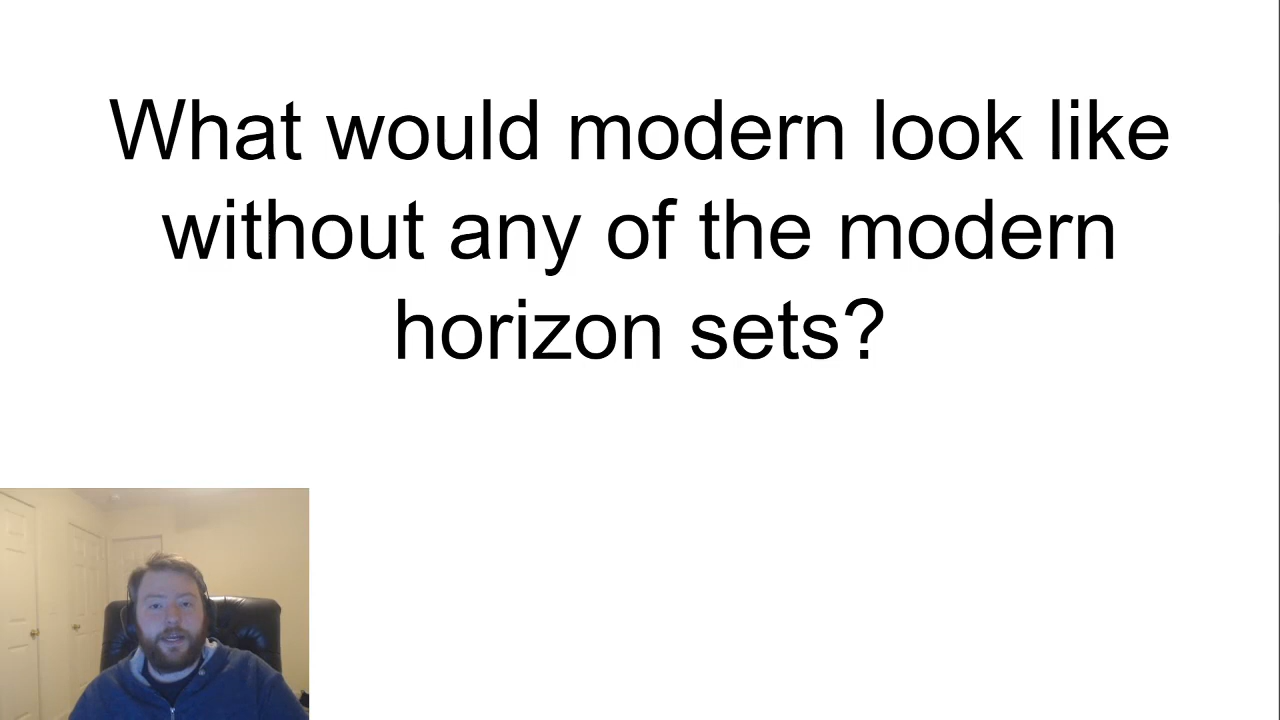 What would modern look like
without any of the modern
horizon sets?